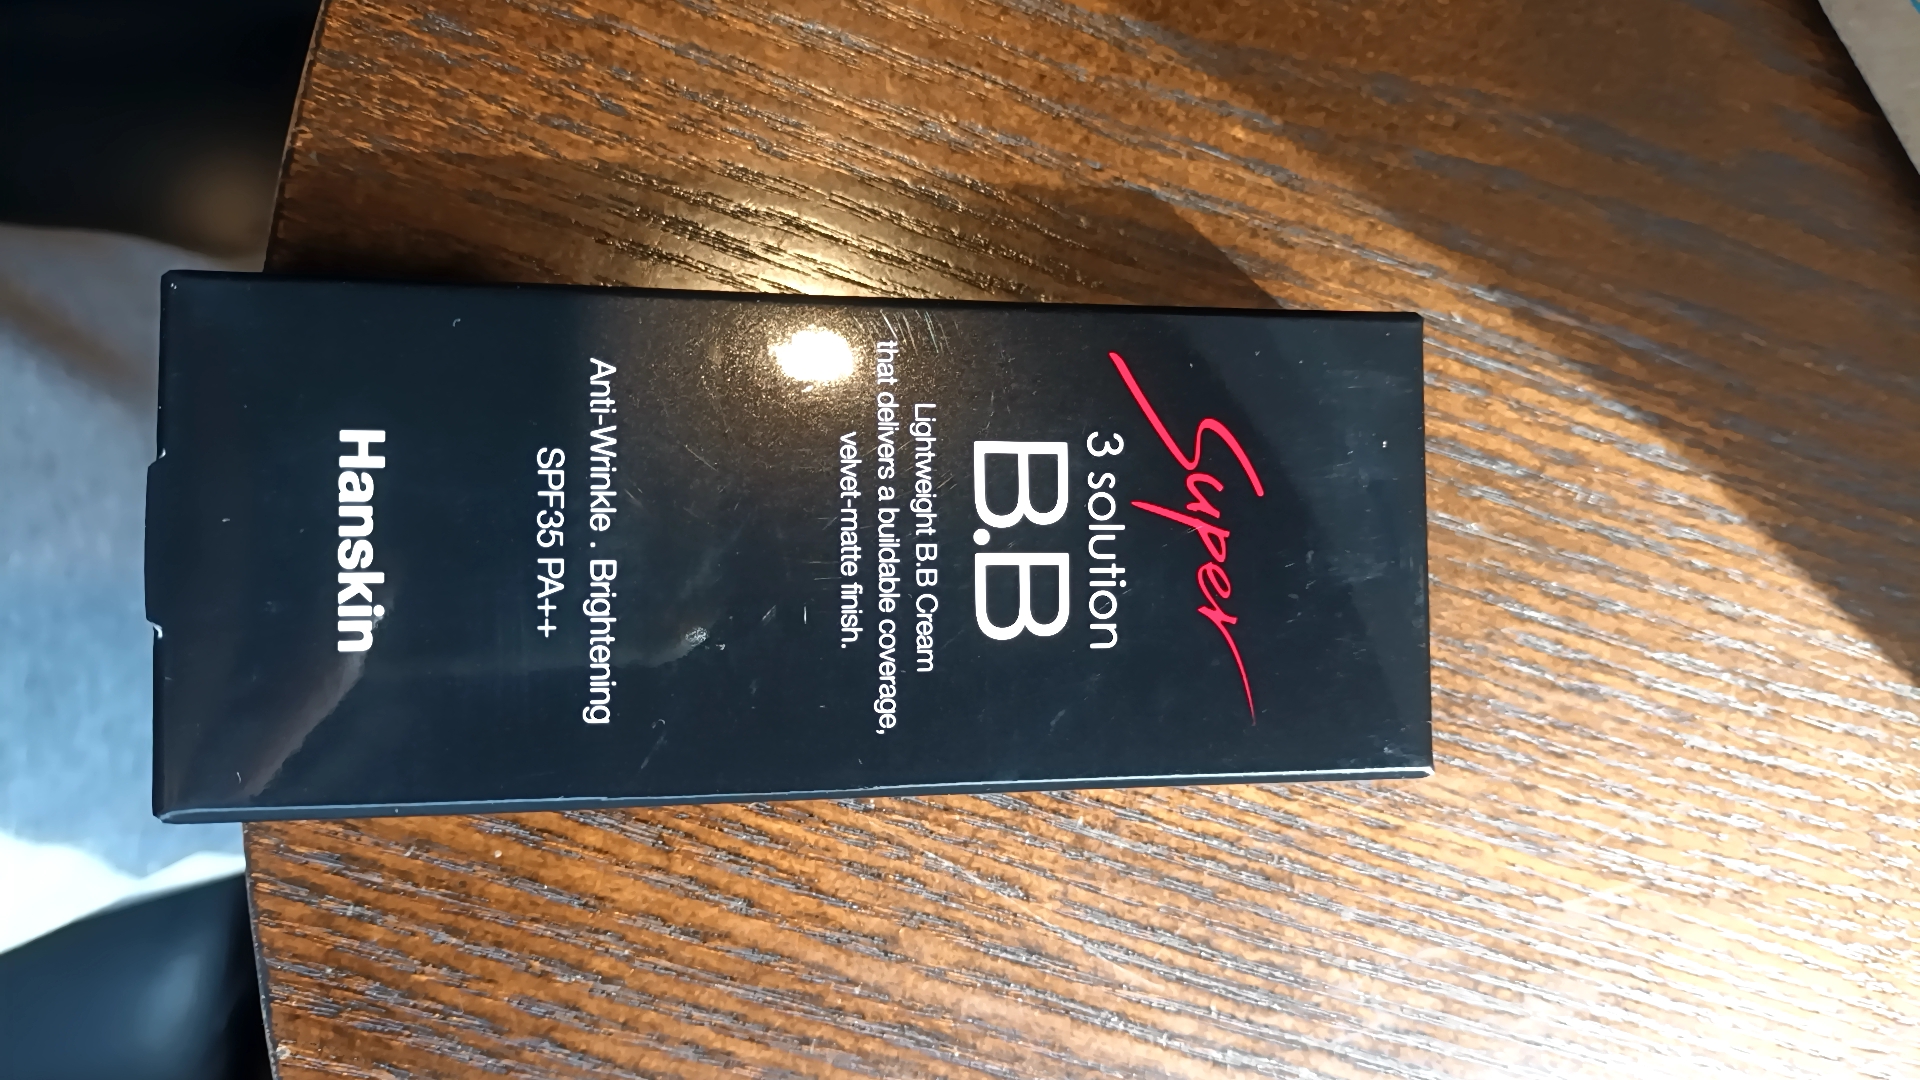 Super
3 solution
B.B
Lightweight B.B Cream
that delivers a buildable coverage,
velvet-matte finish.
Anti-Wrinkle . Brightening
SPF35 PA++
Hanskin